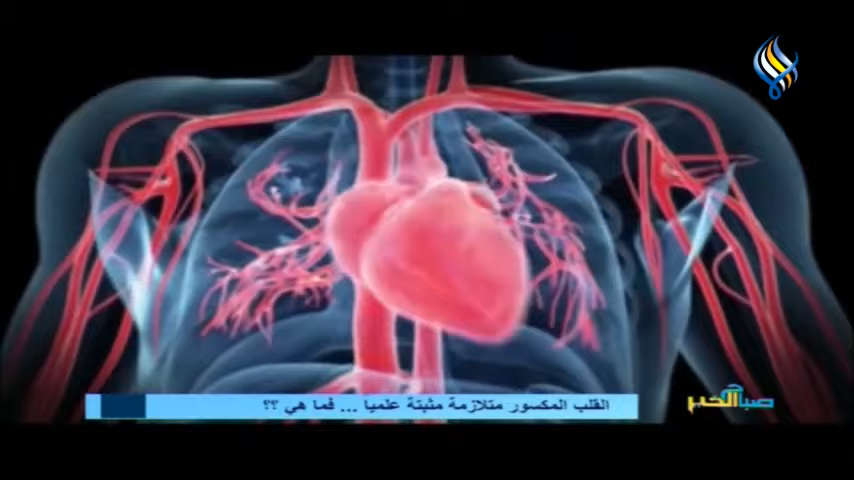 القلب المكسور متلازمة مثبتة علميا ... فما هي ؟؟
صباح الخير